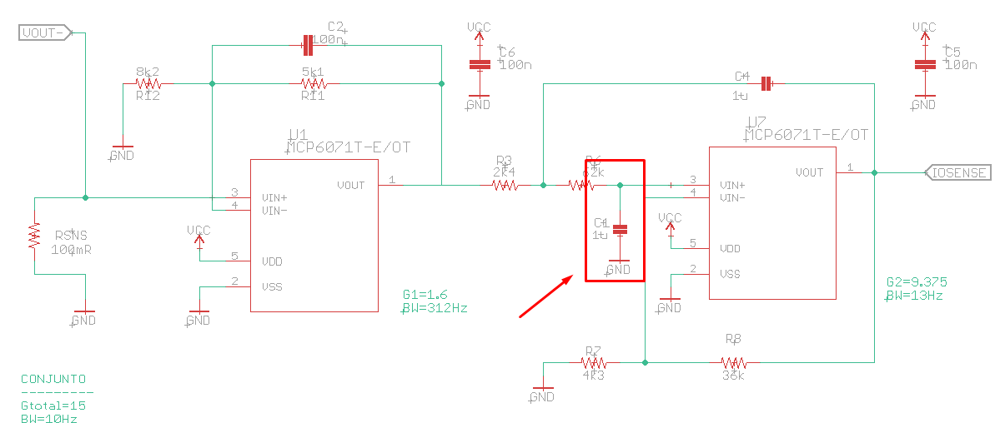 VOUT-
C2
100n
VCC
C6
100n
GND
VCC
C5
100n
GND
8k2
R12
5k1
R11
GND
C4
1u
U1
MCP6071T-E/OT
U7
MCP6071T-E/OT
3
VIN+
4
VIN-
5
VDD
2
VSS
VOUT
1
R3
2k4
R6
62k
C1
1u
GND
3
VIN+
4
VIN-
5
VDD
2
VSS
VOUT
1
IOSENSE
RSNS
100mR
GND
VCC
GND
VCC
GND
G1=1.6
BW=312Hz
G2=9.375
BW=13Hz
R7
4k3
R8
36k
GND
CONJUNTO
---------
Gtotal=15
BW=10Hz